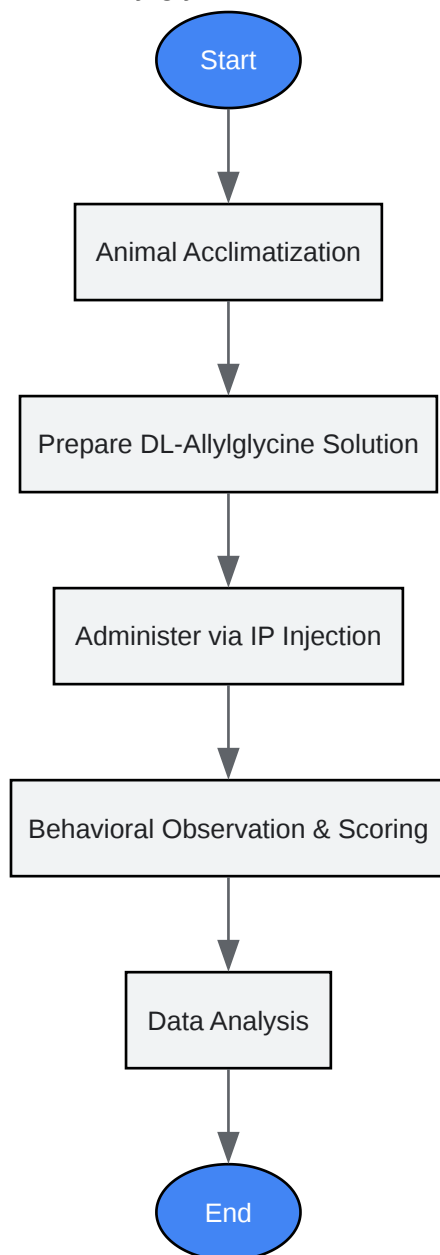 Start
Animal Acclimatization
Prepare DL-Allylglycine Solution
Administer via IP Injection
Behavioral Observation & Scoring
Data Analysis
End